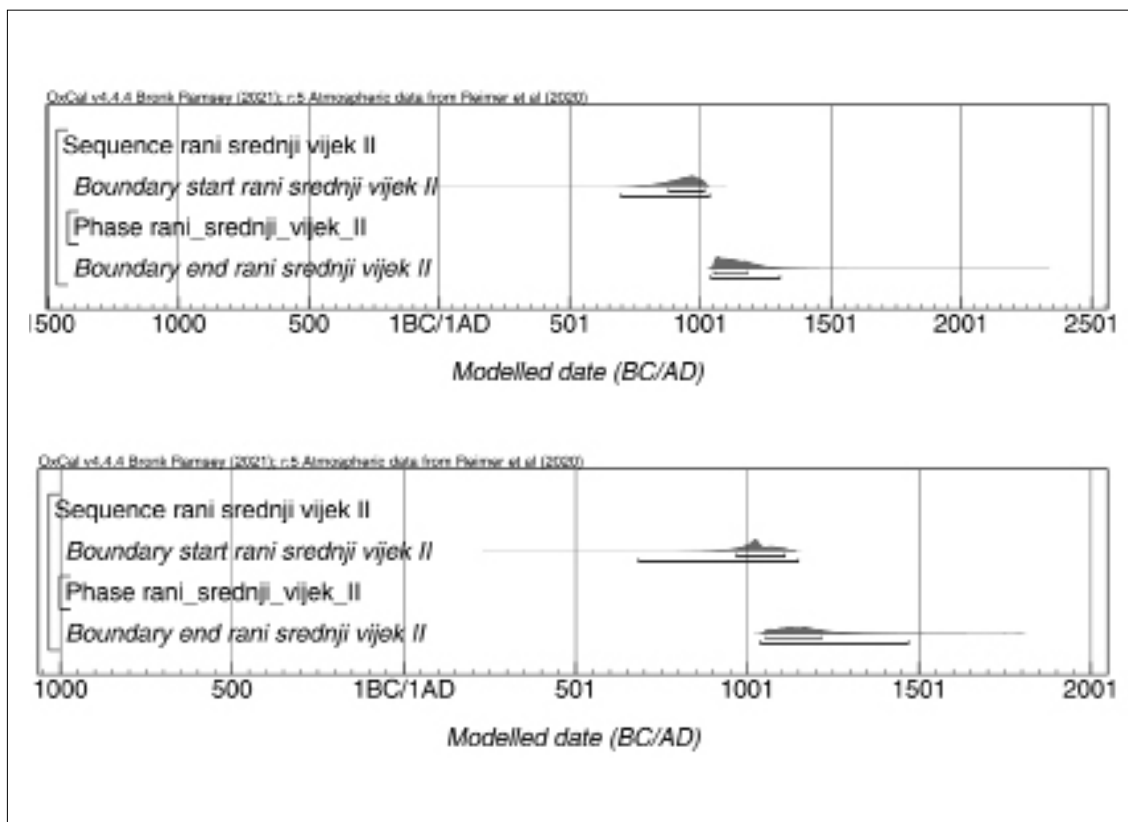 OxCal v4.4.4 Bronk Ramsey (2021); r:5 Atmospheric data from Reimer et al (2020)
Sequence rani srednji vijek II
Boundary start rani srednji vijek II
Phase rani_srednji_vijek_II
Boundary end rani srednji vijek II
1500 1000 500 1BC/1AD 501 1001 1501 2001 2501
Modelled date (BC/AD)
OxCal v4.4.4 Bronk Ramsey (2021); r:5 Atmospheric data from Reimer et al (2020)
Sequence rani srednji vijek II
Boundary start rani srednji vijek II
Phase rani_srednji_vijek_II
Boundary end rani srednji vijek II
1000 500 1BC/1AD 501 1001 1501 2001
Modelled date (BC/AD)